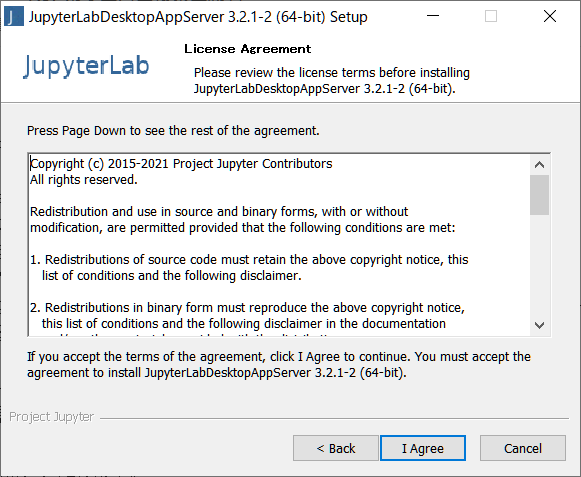 JupyterLabDesktopAppServer 3.2.1-2 (64-bit) Setup
JupyterLab
License Agreement
Please review the license terms before installing
JupyterLabDesktopAppServer 3.2.1-2 (64-bit).
Press Page Down to see the rest of the agreement.
Copyright (c) 2015-2021 Project Jupyter Contributors
All rights reserved.
Redistribution and use in source and binary forms, with or without
modification, are permitted provided that the following conditions are met:
1. Redistributions of source code must retain the above copyright notice, this
list of conditions and the following disclaimer.
2. Redistributions in binary form must reproduce the above copyright notice,
this list of conditions and the following disclaimer in the documentation
If you accept the terms of the agreement, click I Agree to continue. You must accept the
agreement to install JupyterLabDesktopAppServer 3.2.1-2 (64-bit).
Project Jupyter
< Back
I Agree
Cancel